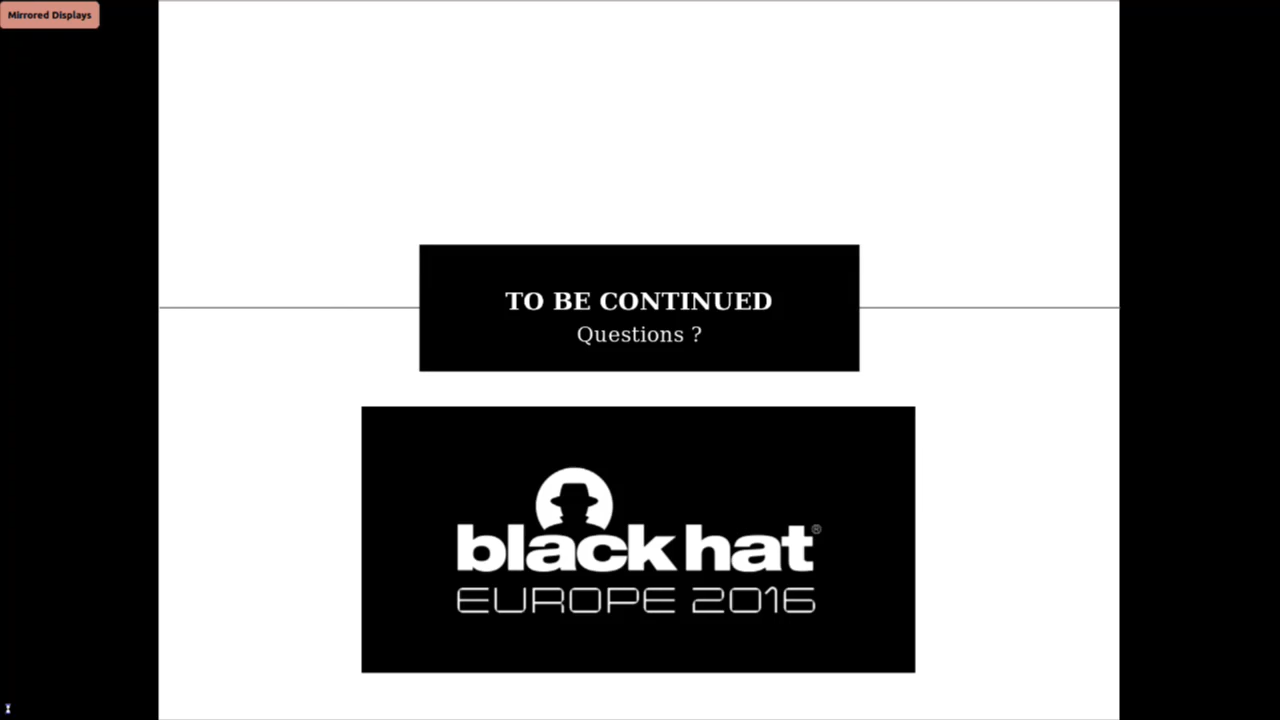 Mirrored Displays
TO BE CONTINUED
Questions ?
black hat®
EUROPE 2016